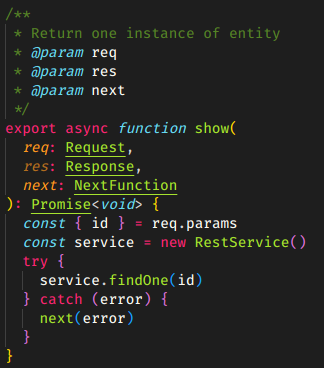 /**
 * Return one instance of entity
 * @param req
 * @param res
 * @param next
 */
export async function show(
  req: Request,
  res: Response,
  next: NextFunction
): Promise<void> {
  const { id } = req.params
  const service = new RestService()
  try {
    service.findOne(id)
  } catch (error) {
    next(error)
  }
}